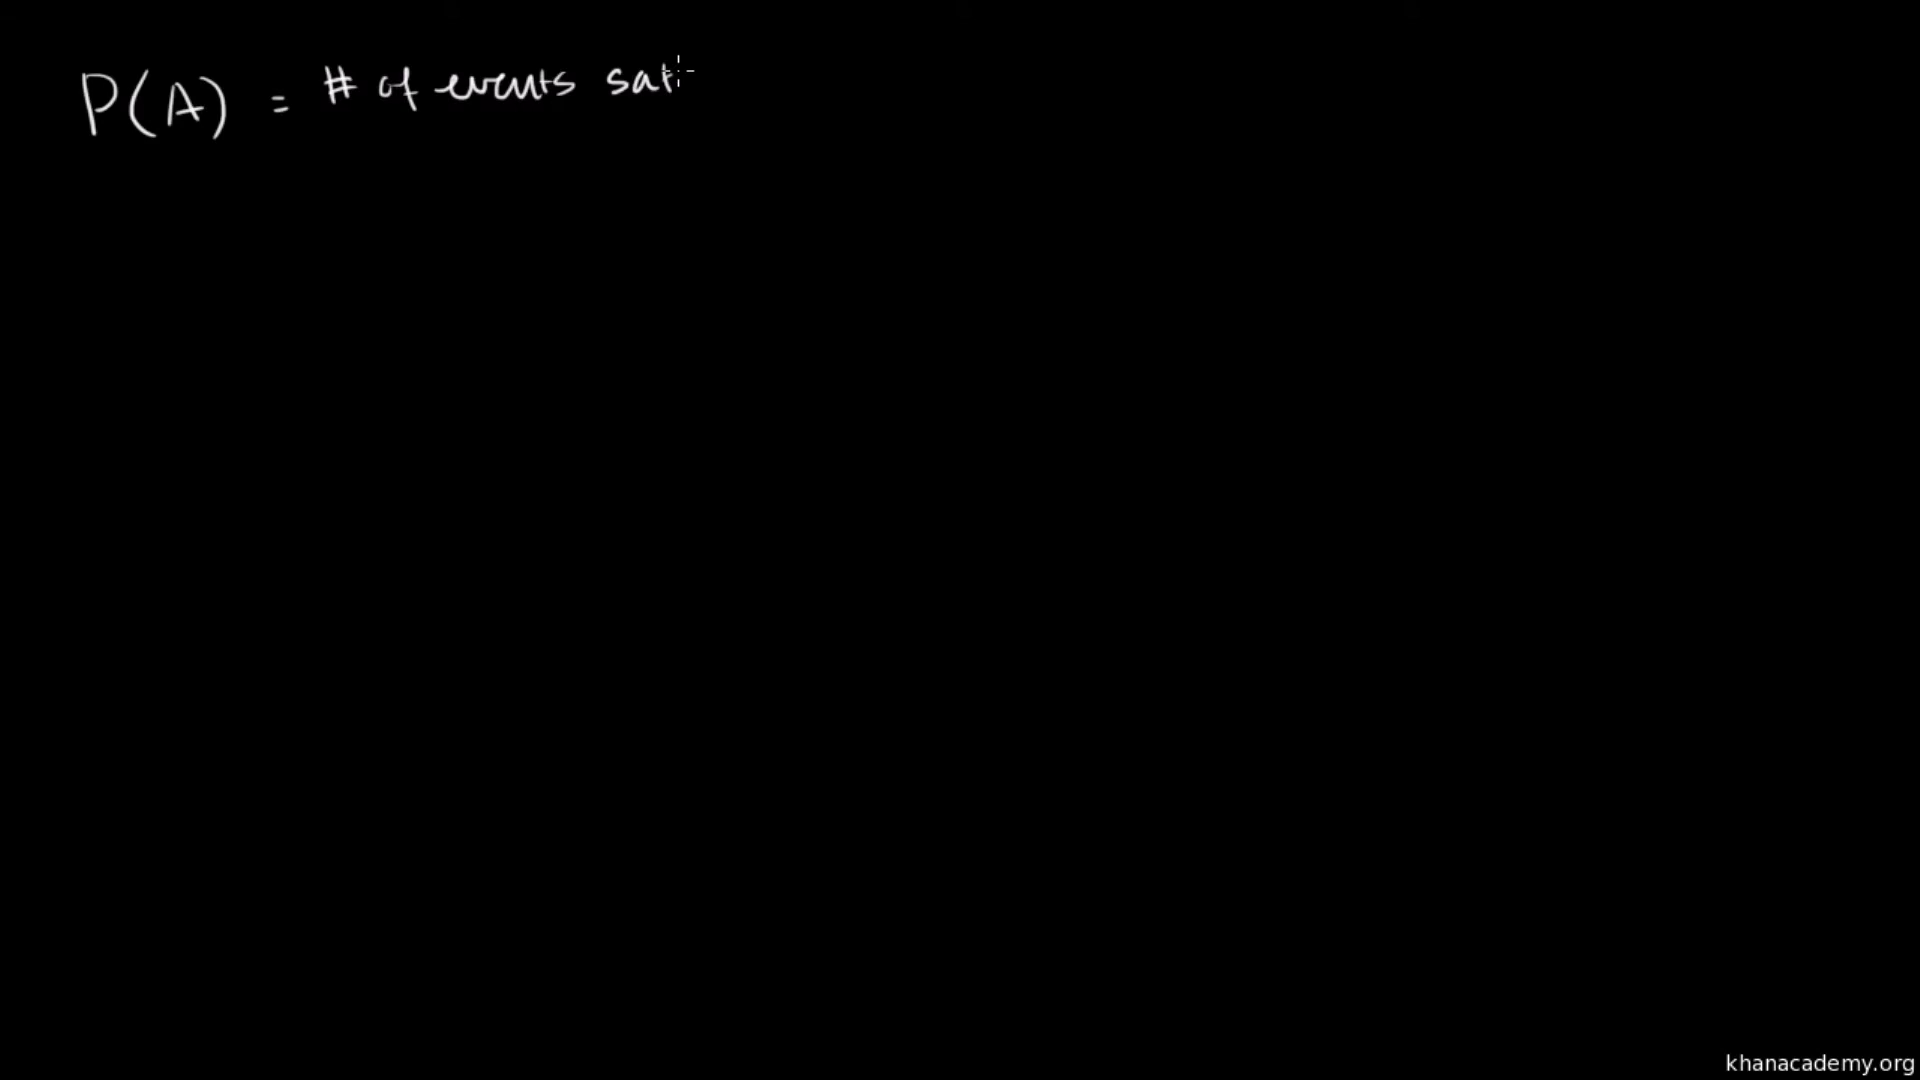 P(A) = # of events sat
khanacademy.org